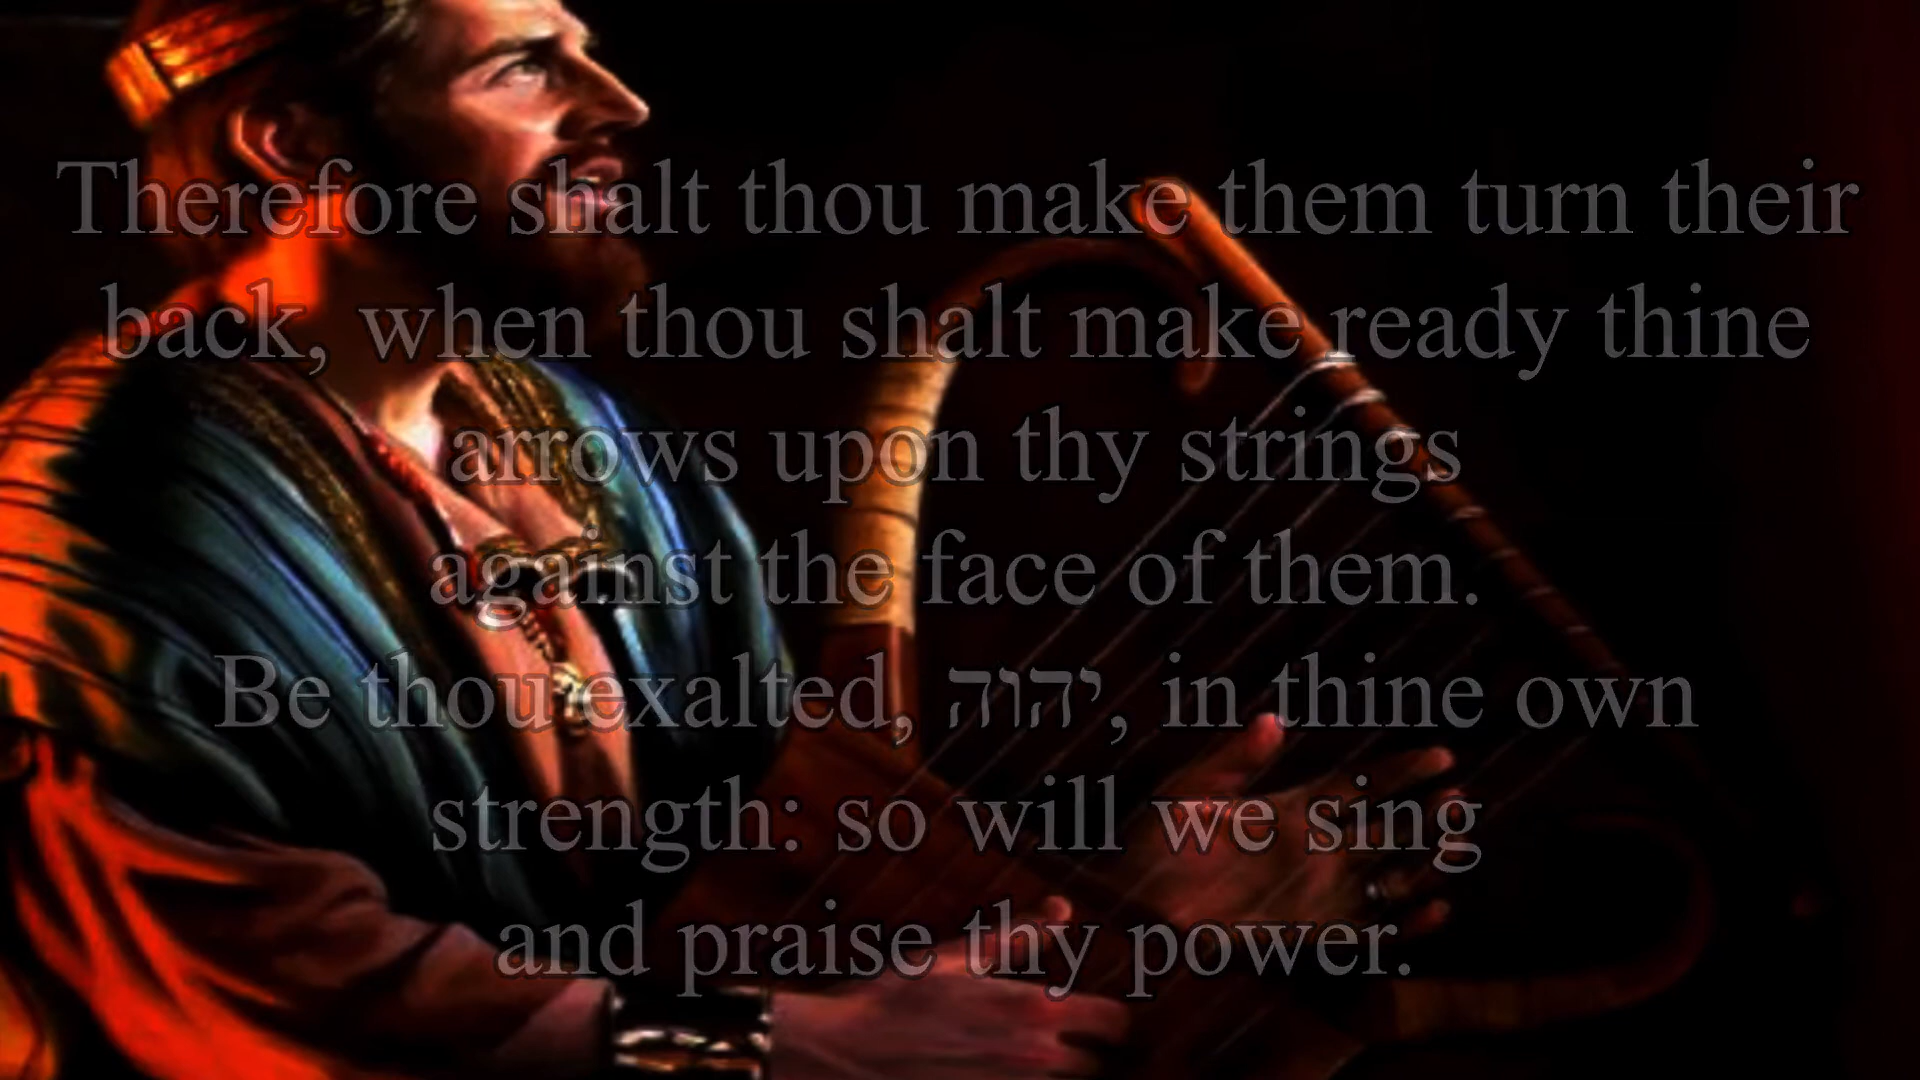 Therefore shalt thou make them turn their
back, when thou shalt make ready thine
arrows upon thy strings
against the face of them.
Be thou exalted, יהוה, in thine own
strength: so will we sing
and praise thy power.